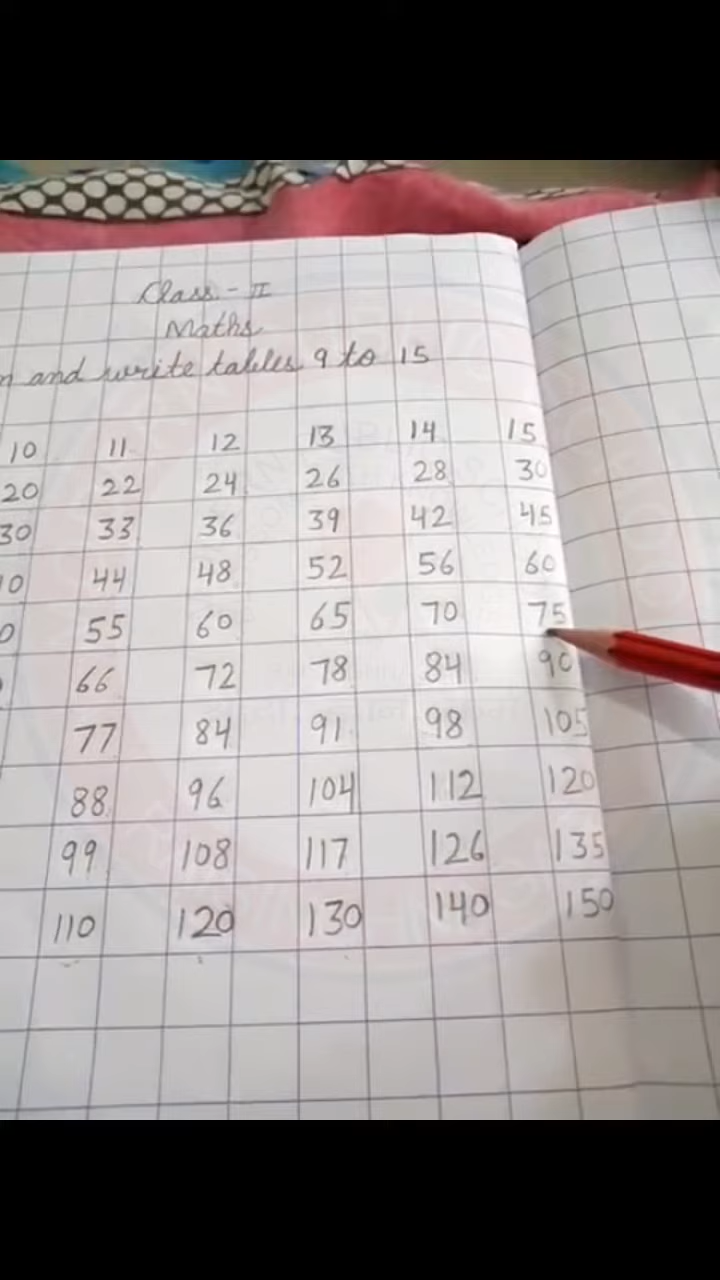 Class - II
Maths
and write tables 9 to 15
10 11 12 13 14 15
20 22 24 26 28 30
30 33 36 39 42 45
44 48 52 56 60
55 60 65 70 75
66 72 78 84 90
77 84 91 98 105
88 96 104 112 120
99 108 117 126 135
110 120 130 140 150